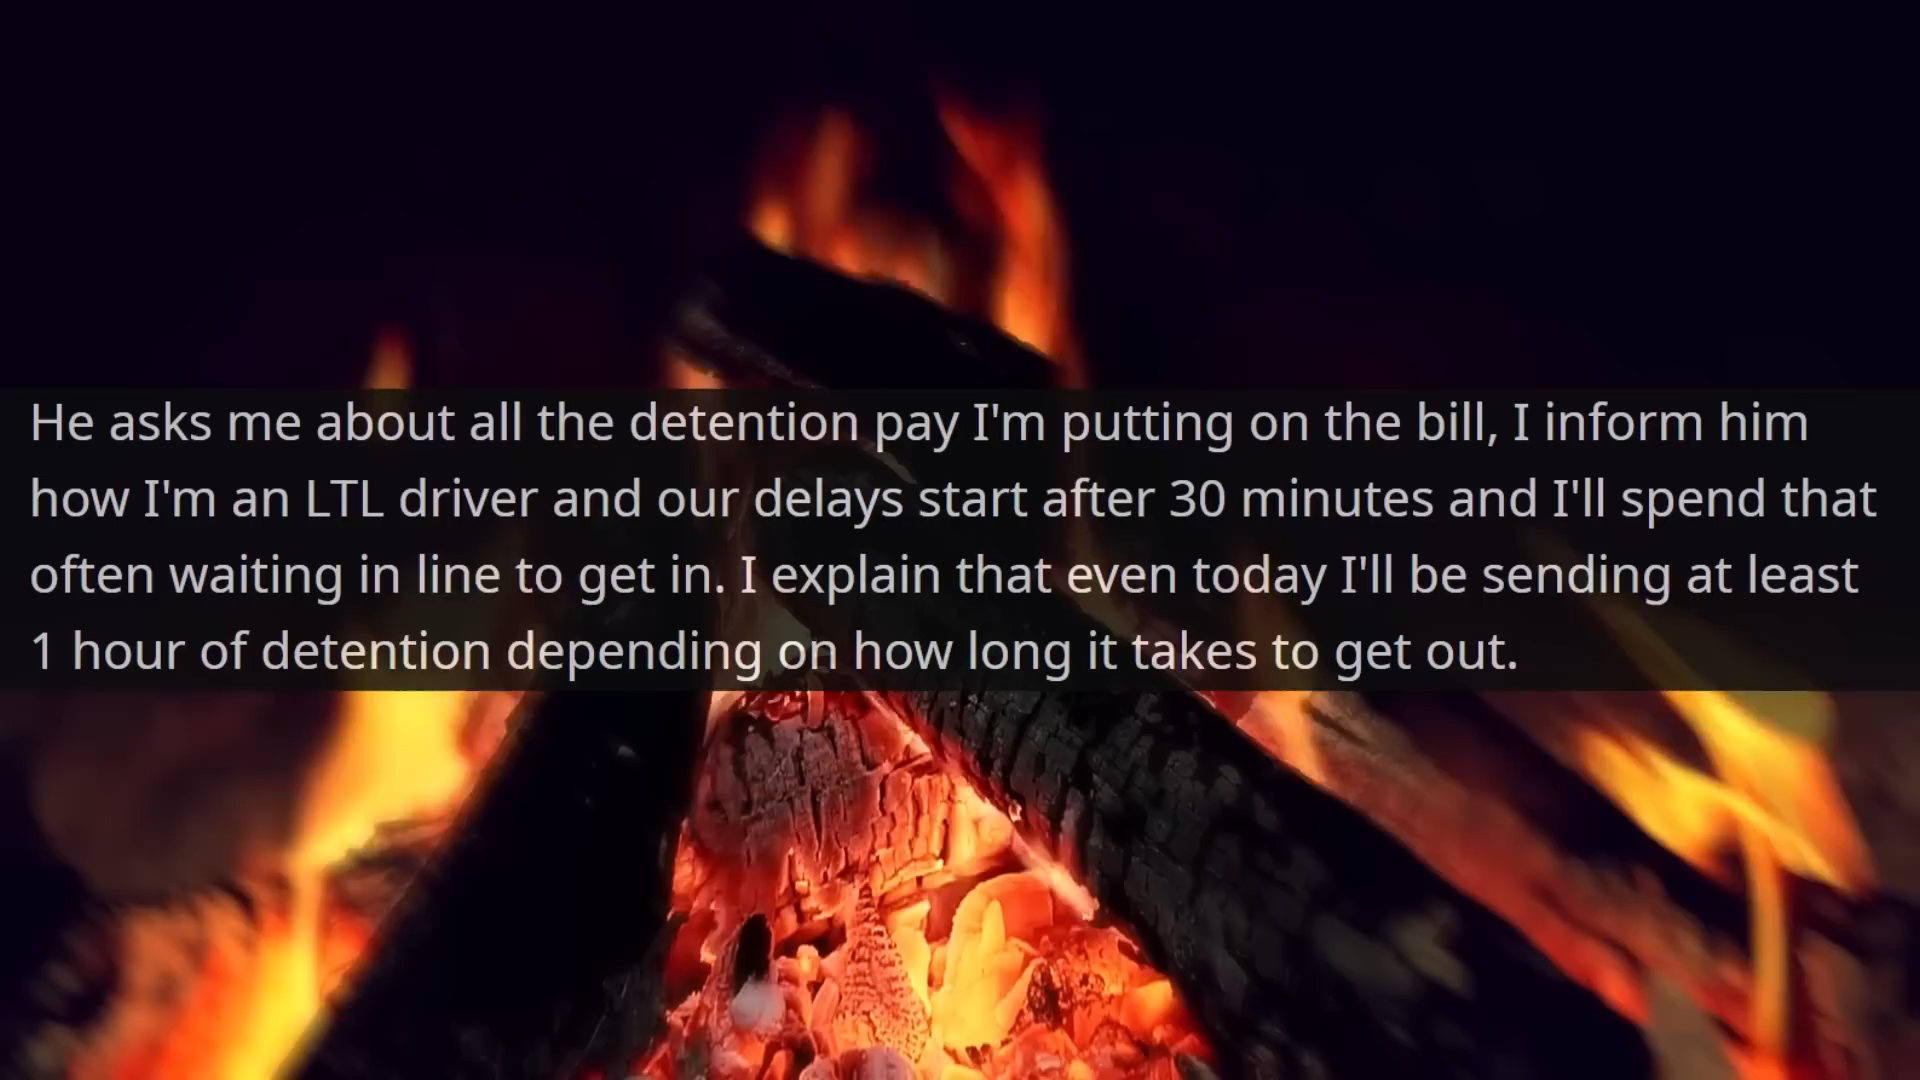 He asks me about all the detention pay I'm putting on the bill, I inform him
how I'm an LTL driver and our delays start after 30 minutes and I'll spend that
often waiting in line to get in. I explain that even today I'll be sending at least
1 hour of detention depending on how long it takes to get out.